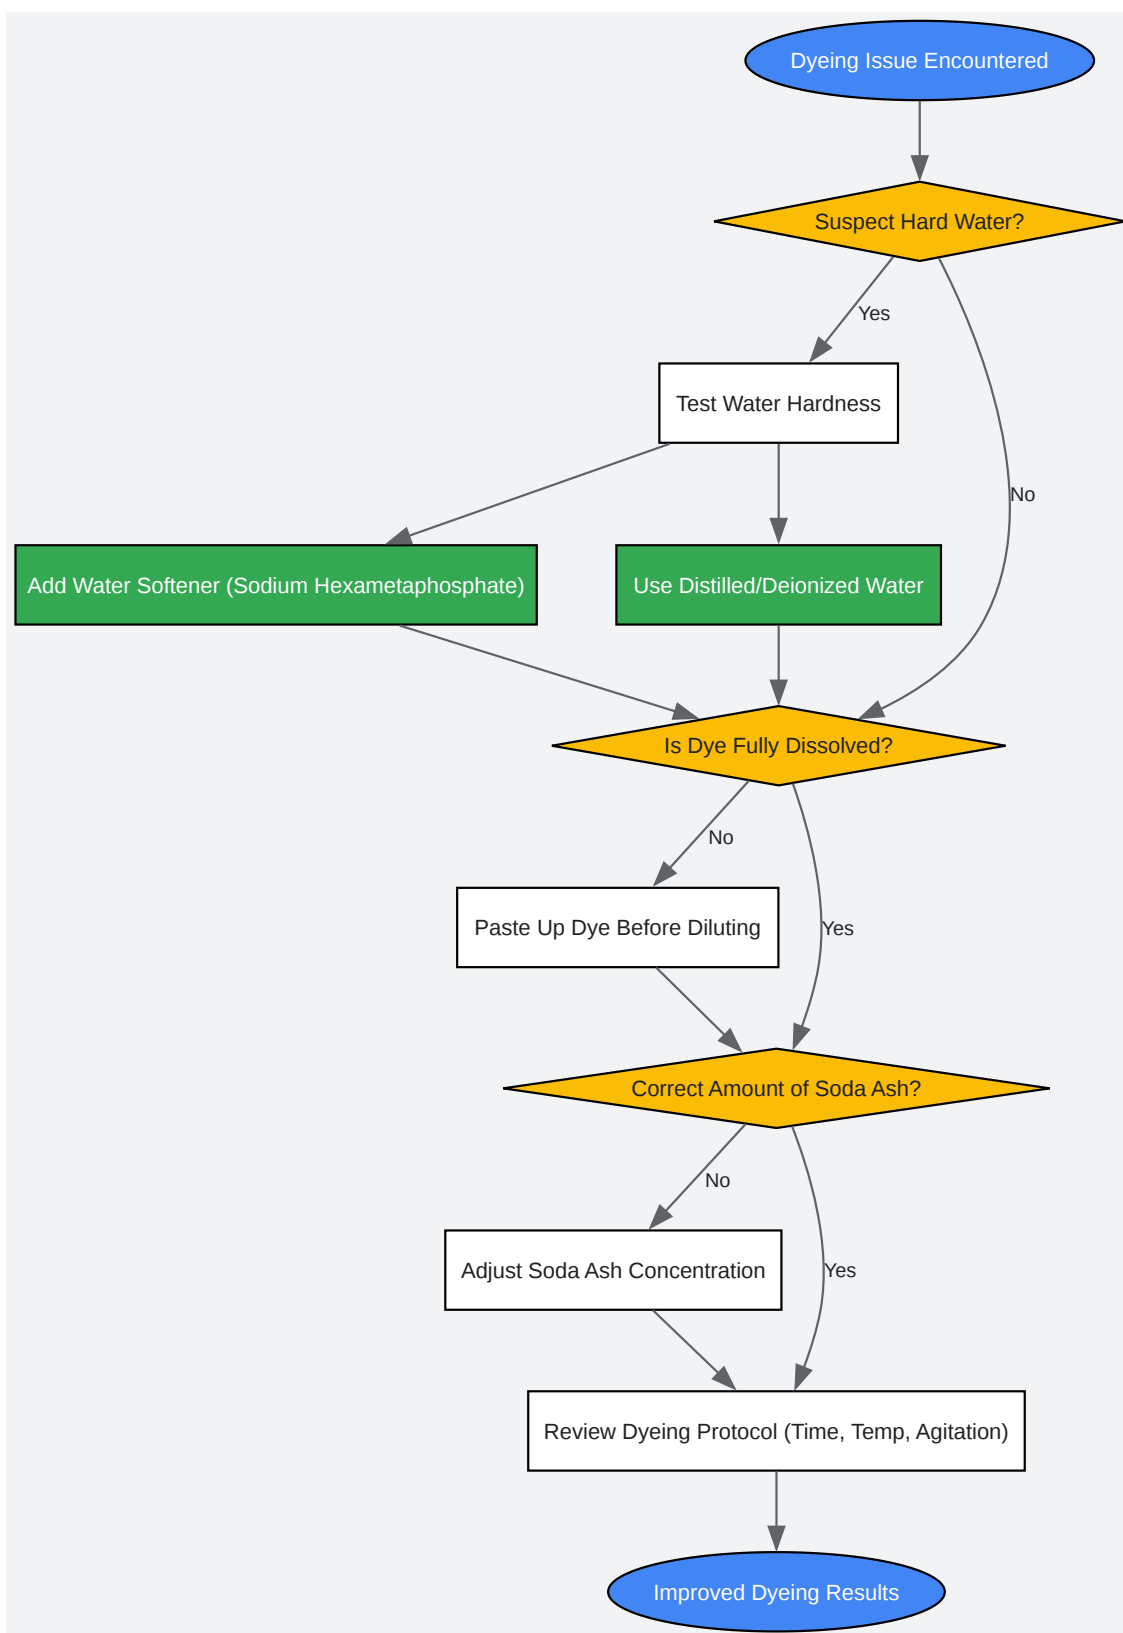 Dyeing Issue Encountered
Suspect Hard Water?
Yes
Test Water Hardness
No
Add Water Softener (Sodium Hexametaphosphate)
Use Distilled/Deionized Water
Is Dye Fully Dissolved?
No
Paste Up Dye Before Diluting
Yes
Correct Amount of Soda Ash?
No
Adjust Soda Ash Concentration
Yes
Review Dyeing Protocol (Time, Temp, Agitation)
Improved Dyeing Results